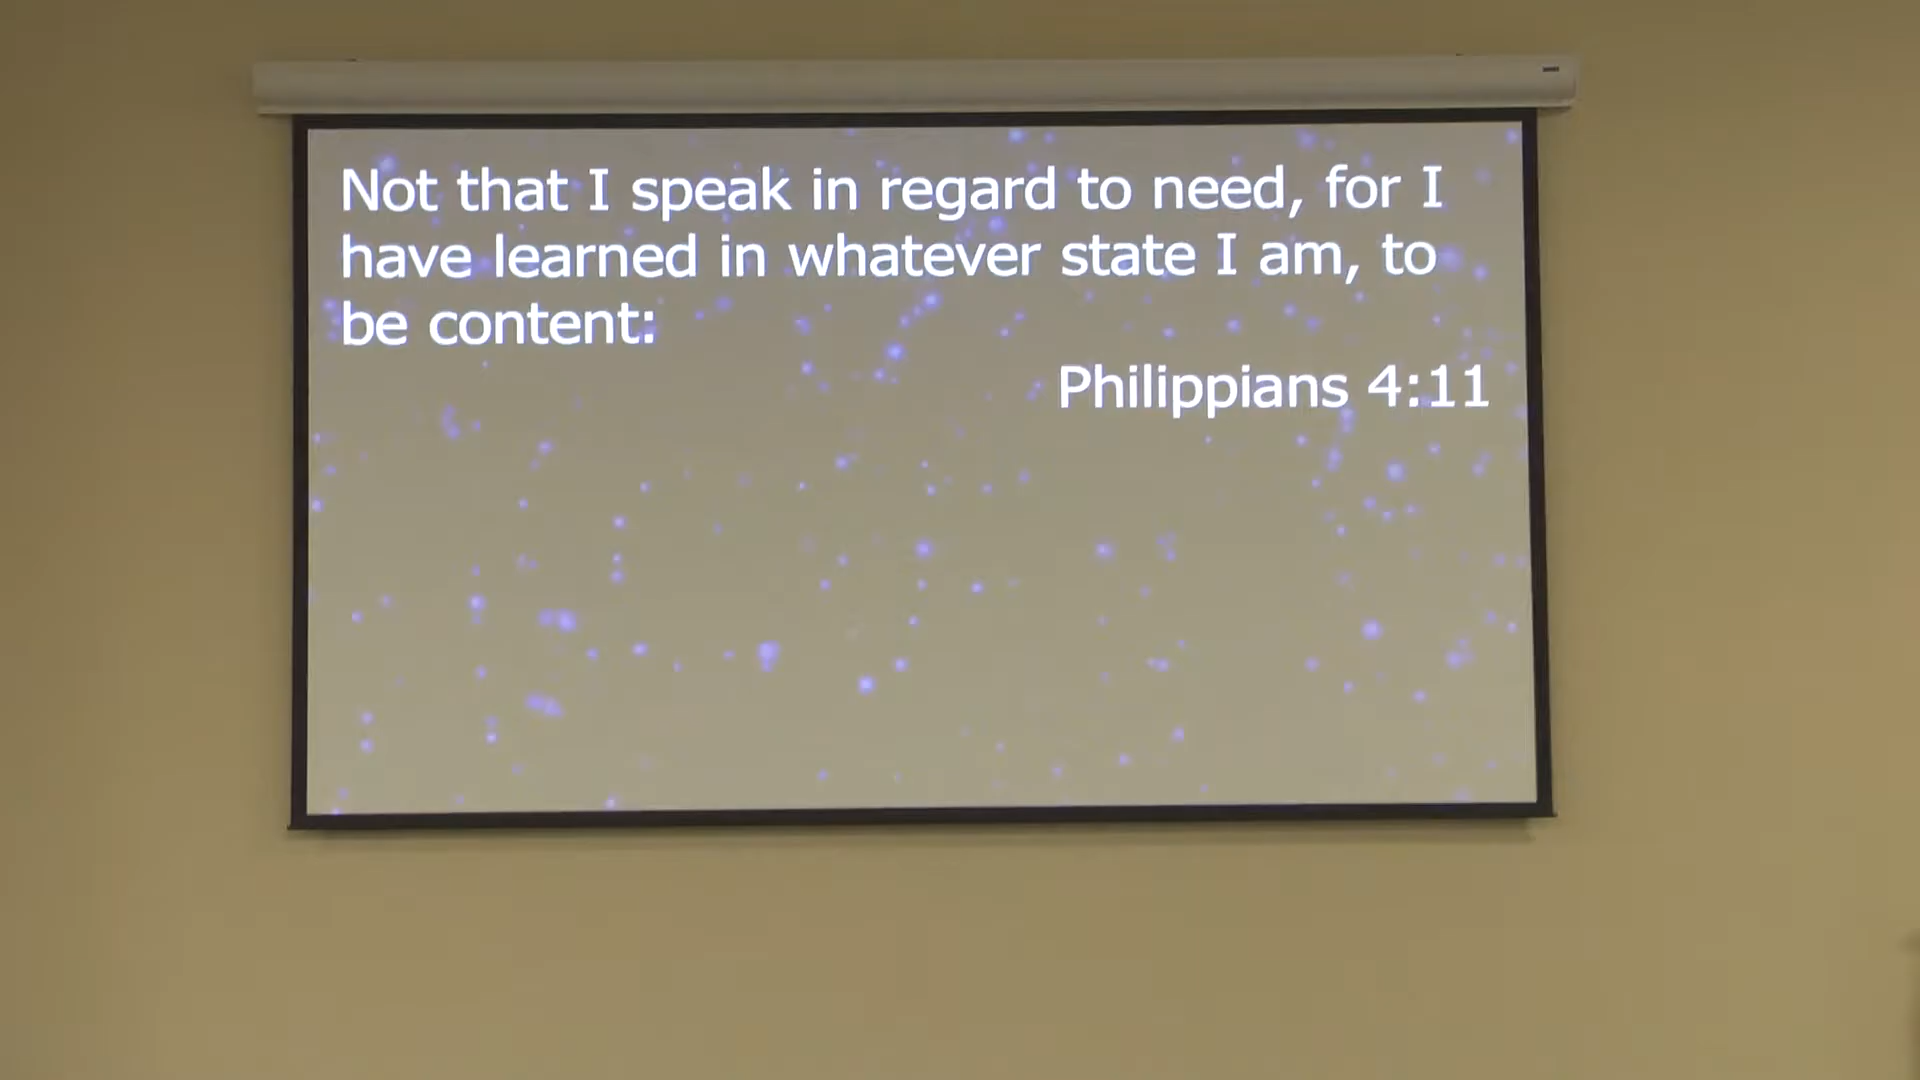 Not that I speak in regard to need, for I
have learned in whatever state I am, to
be content:
Philippians 4:11